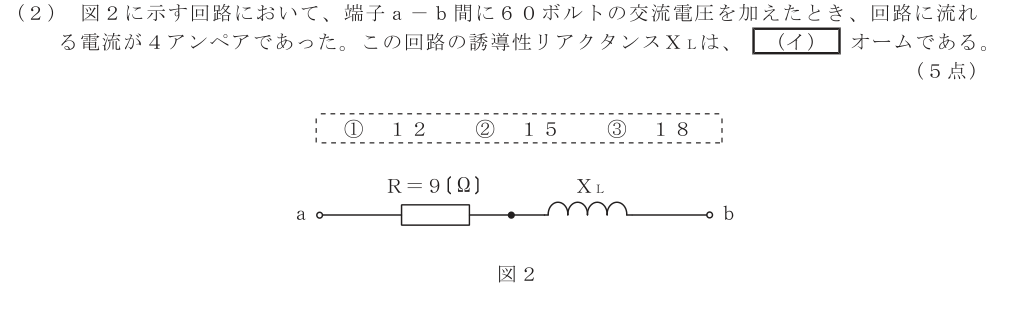 （２） 図２に示す回路において、端子ａ－ｂ間に６０ボルトの交流電圧を加えたとき、回路に流れ
る電流が４アンペアであった。この回路の誘導性リアクタンスＸLは、 （イ） オームである。
（５点）
① １２ ② １５ ③ １８
Ｒ＝９〔Ω〕 ＸL
ａ ｂ
図２